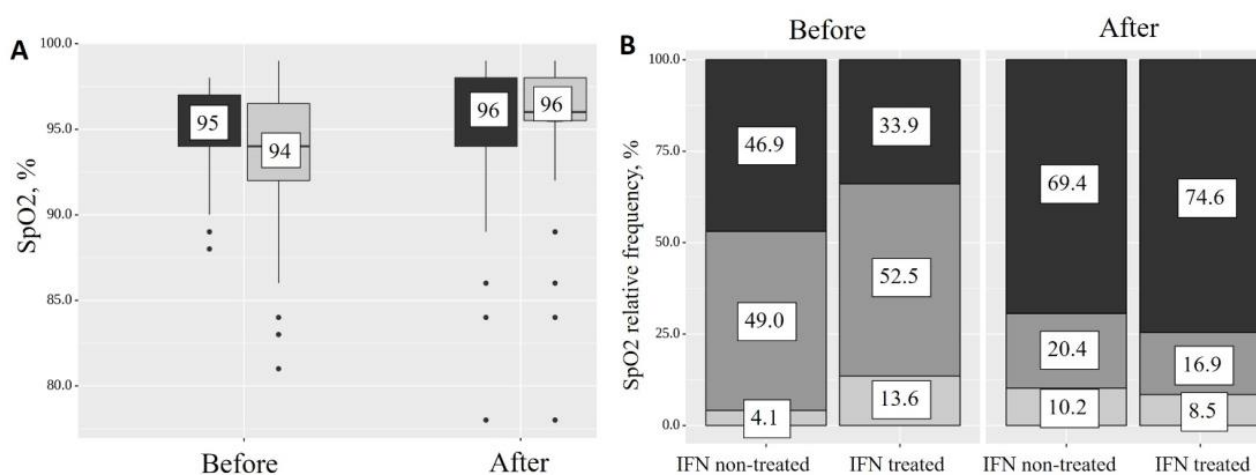 A
SpO2, %
100.0
95.0
90.0
85.0
80.0
95
94
96
96
Before
After
B
Before
After
SpO2 relative frequency, %
100.0
75.0
50.0
25.0
0.0
46.9
49.0
4.1
33.9
52.5
13.6
69.4
20.4
10.2
74.6
16.9
8.5
IFN non-treated
IFN treated
IFN non-treated
IFN treated